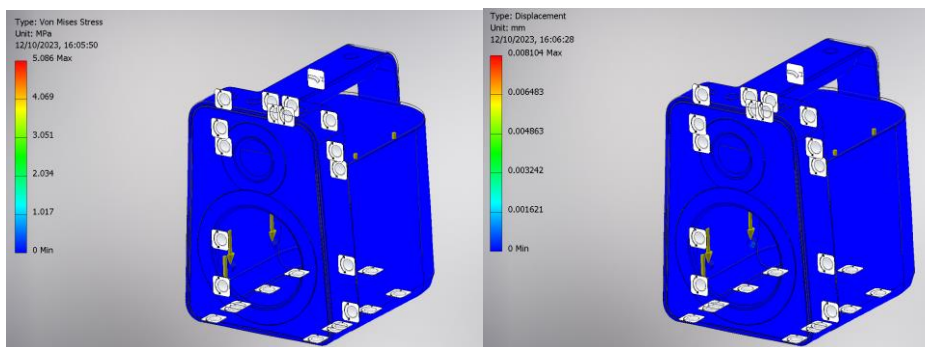 Type: Von Mises Stress
Unit: MPa
12/10/2023, 16:05:50
5.086 Max
4.069
3.051
2.034
1.017
0 Min
Type: Displacement
Unit: mm
12/10/2023, 16:06:28
0.008104 Max
0.006483
0.004863
0.003242
0.001621
0 Min